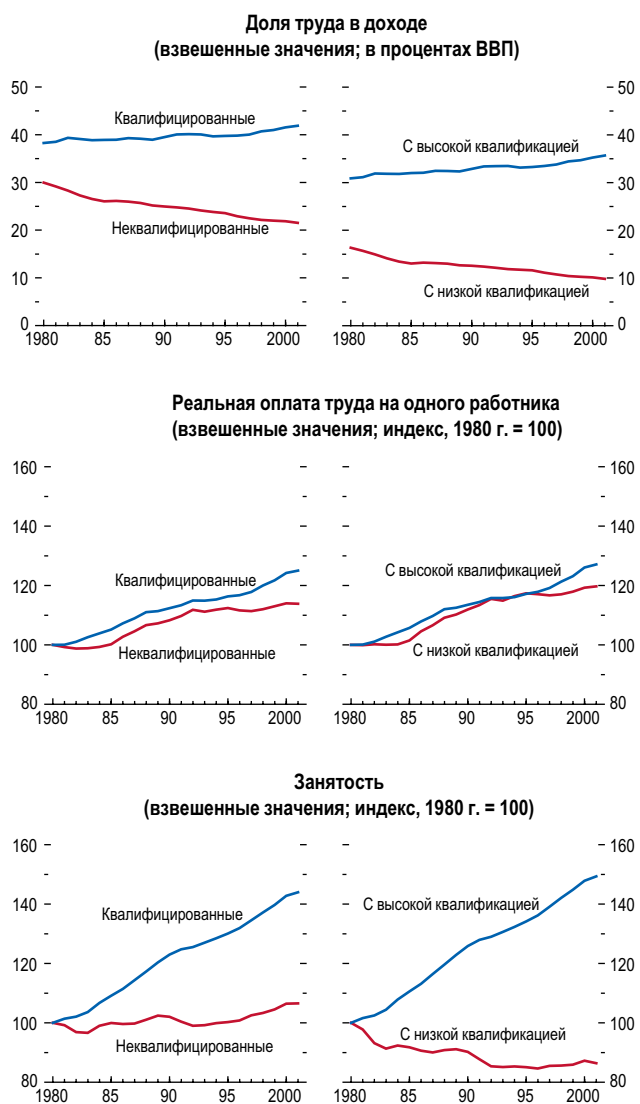 Доля труда в доходе
(взвешенные значения; в процентах ВВП)
50
40
30
20
10
0
Квалифицированные
Неквалифицированные
1980 85 90 95 2000
50
40
30
20
10
0
С высокой квалификацией
С низкой квалификацией
1980 85 90 95 2000
Реальная оплата труда на одного работника
(взвешенные значения; индекс, 1980 г. = 100)
160
140
120
100
80
Квалифицированные
Неквалифицированные
1980 85 90 95 2000
160
140
120
100
80
С высокой квалификацией
С низкой квалификацией
1980 85 90 95 2000
Занятость
(взвешенные значения; индекс, 1980 г. = 100)
160
140
120
100
80
Квалифицированные
Неквалифицированные
1980 85 90 95 2000
160
140
120
100
80
С высокой квалификацией
С низкой квалификацией
1980 85 90 95 2000